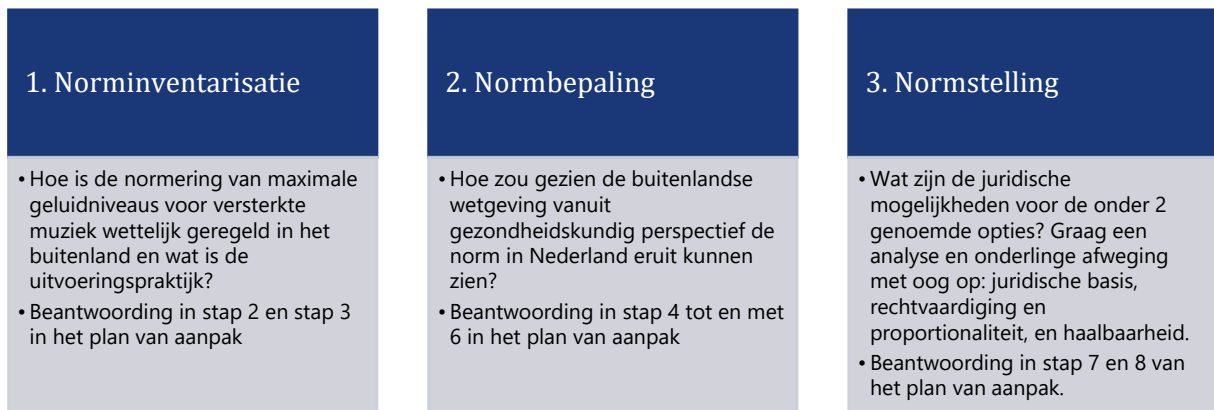 1. Norminventarisatie
• Hoe is de normering van maximale
geluidniveaus voor versterkte
muziek wettelijk geregeld in het
buitenland en wat is de
uitvoeringspraktijk?
• Beantwoording in stap 2 en stap 3
in het plan van aanpak
2. Normbepaling
• Hoe zou gezien de buitenlandse
wetgeving vanuit
gezondheidskundig perspectief de
norm in Nederland eruit kunnen
zien?
• Beantwoording in stap 4 tot en met
6 in het plan van aanpak
3. Normstelling
• Wat zijn de juridische
mogelijkheden voor de onder 2
genoemde opties? Graag een
analyse en onderlinge afweging
met oog op: juridische basis,
rechtvaardiging en
proportionaliteit, en haalbaarheid.
• Beantwoording in stap 7 en 8 van
het plan van aanpak.